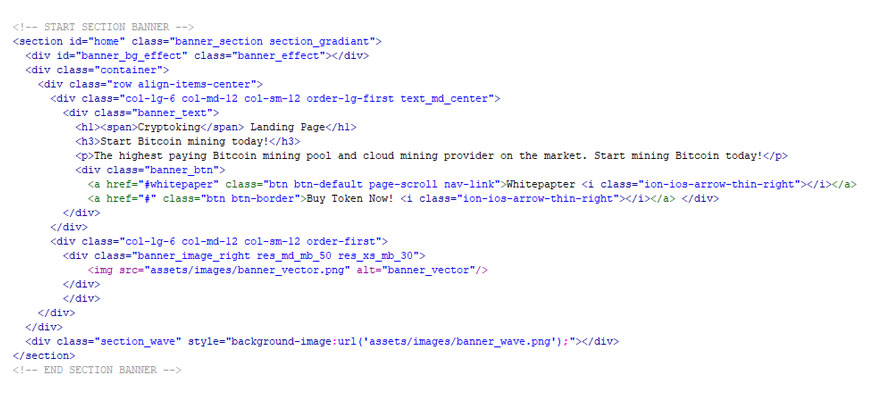 <!-- START SECTION BANNER -->
<section id="home" class="banner_section section_gradiant">
<div id="banner_bg_effect" class="banner_effect"></div>
<div class="container">
<div class="row align-items-center">
<div class="col-lg-6 col-md-12 col-sm-12 order-lg-first text_md_center">
<div class="banner_text">
<h1><span>Cryptoking</span> Landing Page</h1>
<h3>Start Bitcoin mining today!</h3>
<p>The highest paying Bitcoin mining pool and cloud mining provider on the market. Start mining Bitcoin today!</p>
<div class="banner_btn">
<a href="#whitepaper" class="btn btn-default page-scroll nav-link">Whitepapter <i class="ion-ios-arrow-thin-right"></i></a>
<a href="#" class="btn btn-border">Buy Token Now! <i class="ion-ios-arrow-thin-right"></i></a> </div>
</div>
</div>
<div class="col-lg-6 col-md-12 col-sm-12 order-first">
<div class="banner_image_right res_md_mb_50 res_xs_mb_30">
<img src="assets/images/banner_vector.png" alt="banner_vector"/>
</div>
</div>
</div>
</div>
<div class="section_wave" style="background-image:url('assets/images/banner_wave.png');"></div>
</section>
<!-- END SECTION BANNER -->